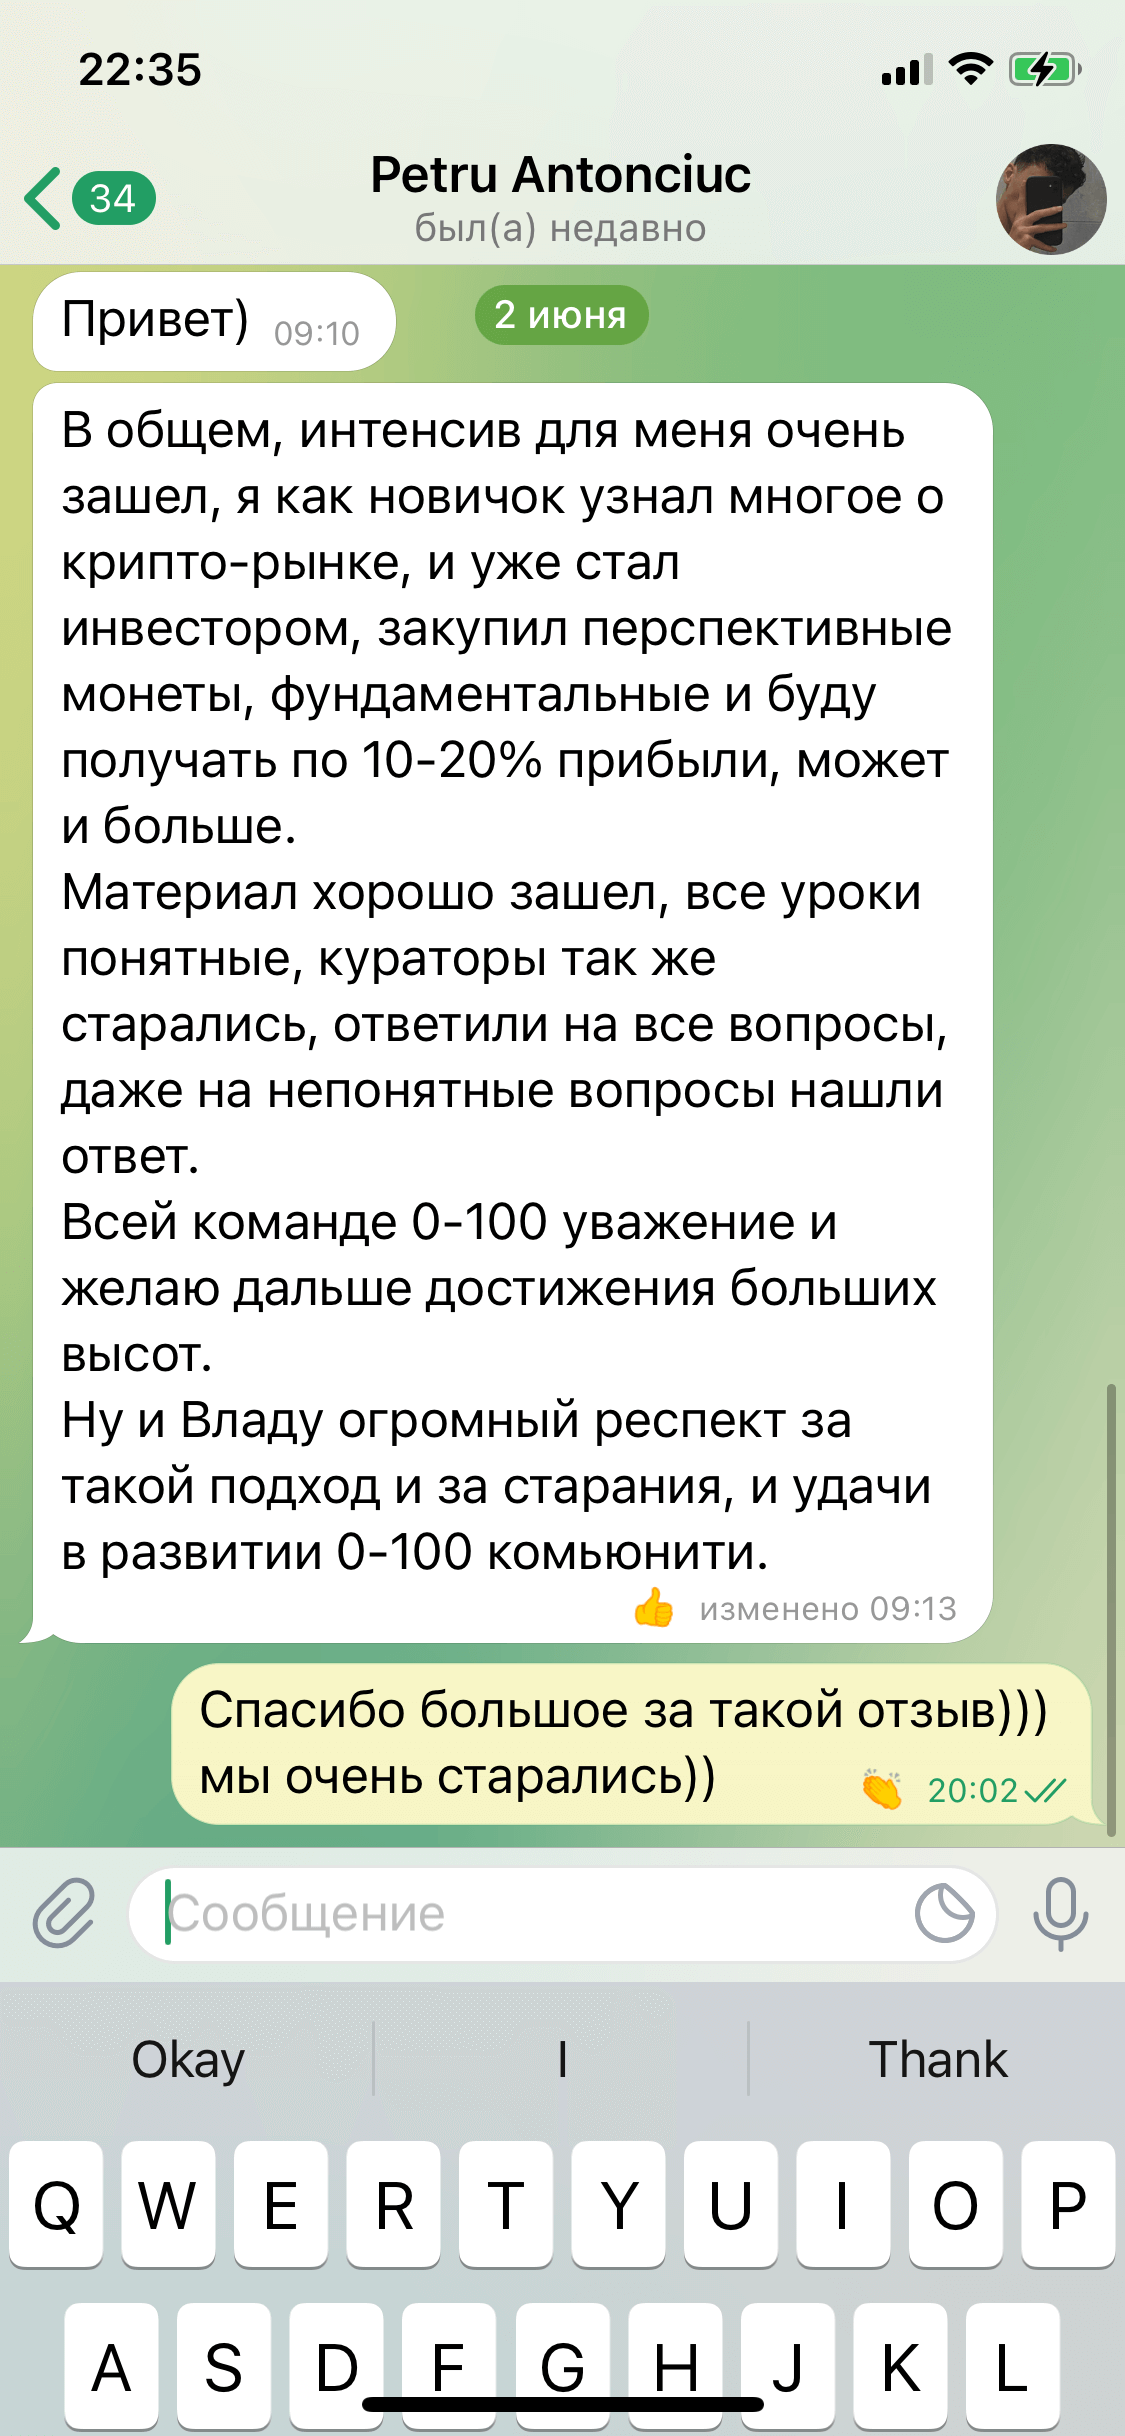 22:35
34
Petru Antonciuc
был(а) недавно
Привет) 09:10
2 июня
В общем, интенсив для меня очень
зашел, я как новичок узнал многое о
крипто-рынке, и уже стал
инвестором, закупил перспективные
монеты, фундаментальные и буду
получать по 10-20% прибыли, может
и больше.
Материал хорошо зашел, все уроки
понятные, кураторы так же
старались, ответили на все вопросы,
даже на непонятные вопросы нашли
ответ.
Всей команде 0-100 уважение и
желаю дальше достижения больших
высот.
Ну и Владу огромный респект за
такой подход и за старания, и удачи
в развитии 0-100 комьюнити.
👍 изменено 09:13
Спасибо большое за такой отзыв)))
мы очень старались)) 👏 20:02
Сообщение
Okay I Thank
Q W E R T Y U I O P
A S D F G H J K L